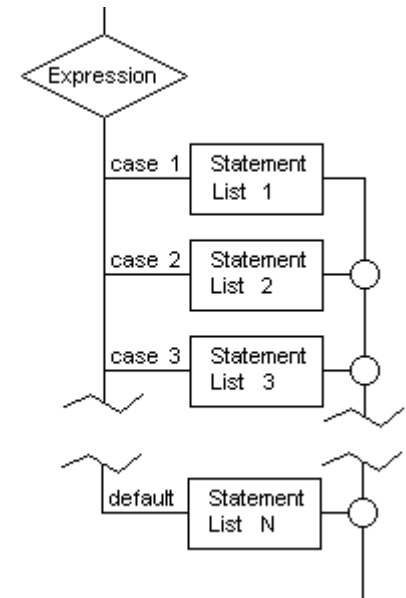 Expression
case 1
Statement
List 1
case 2
Statement
List 2
case 3
Statement
List 3
default
Statement
List N